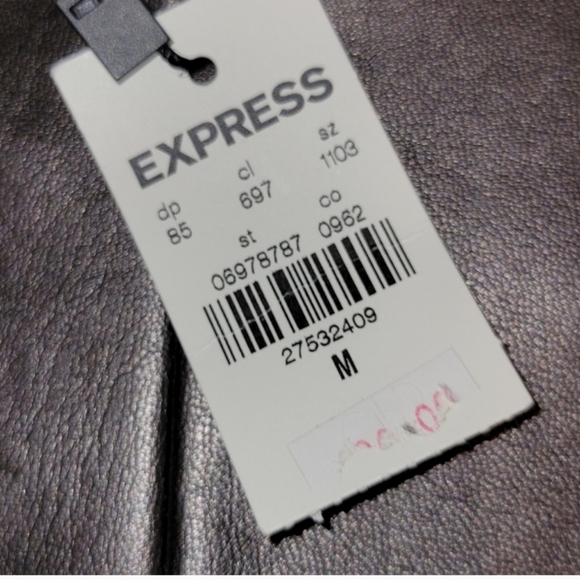 EXPRESS
dp cl sz
85 697 1103
st co
06978787 0962
27532409
M